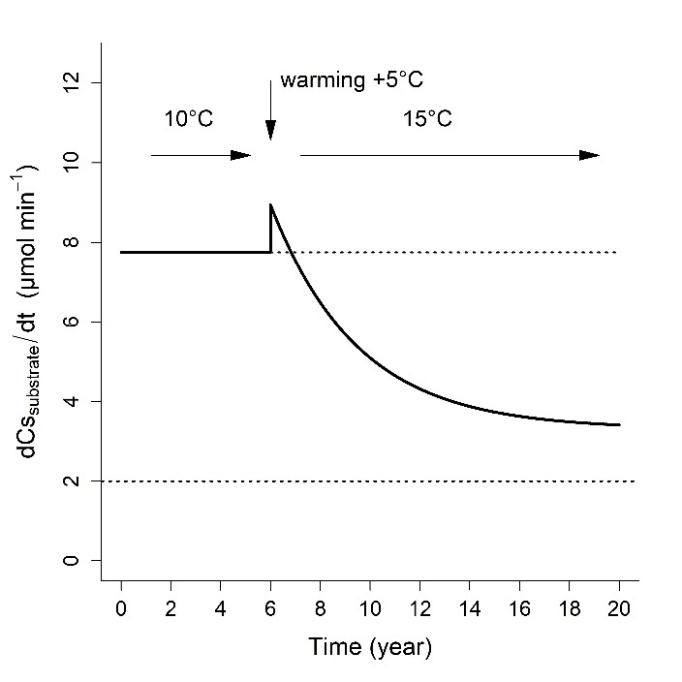 warming +5°C
10°C
15°C
12
10
8
6
4
2
0
dCs_substrate/dt (µmol min⁻¹)
0 2 4 6 8 10 12 14 16 18 20
Time (year)